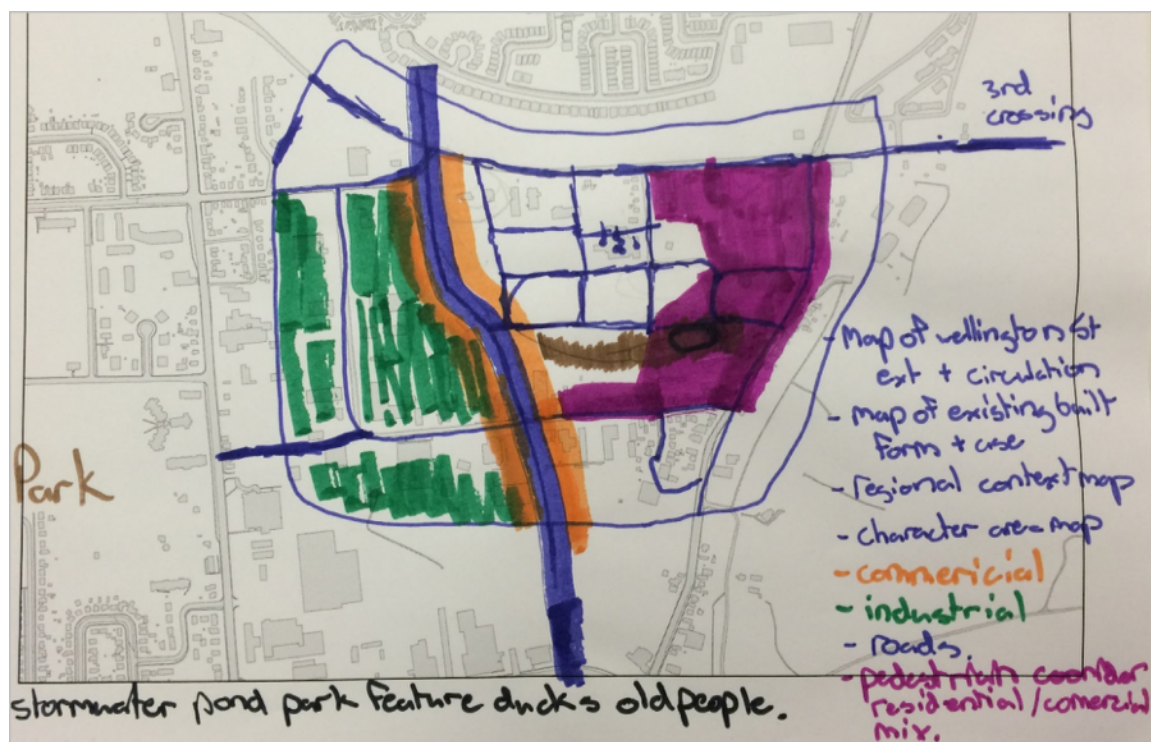 3rd
crossing
- Map of wellington st
ext + circulation
- map of existing built
form + use
- regional context map
- character area map
- commericial
- industrial
- roads.
- pedestrian
residential/comercial
mix.
Park
stormwater pond park feature ducks old people.